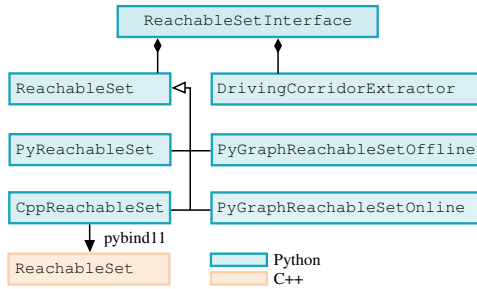 ReachableSetInterface
ReachableSet
DrivingCorridorExtractor
PyReachableSet
PyGraphReachableSetOffline
CppReachableSet
PyGraphReachableSetOnline
pybind11
ReachableSet
Python
C++